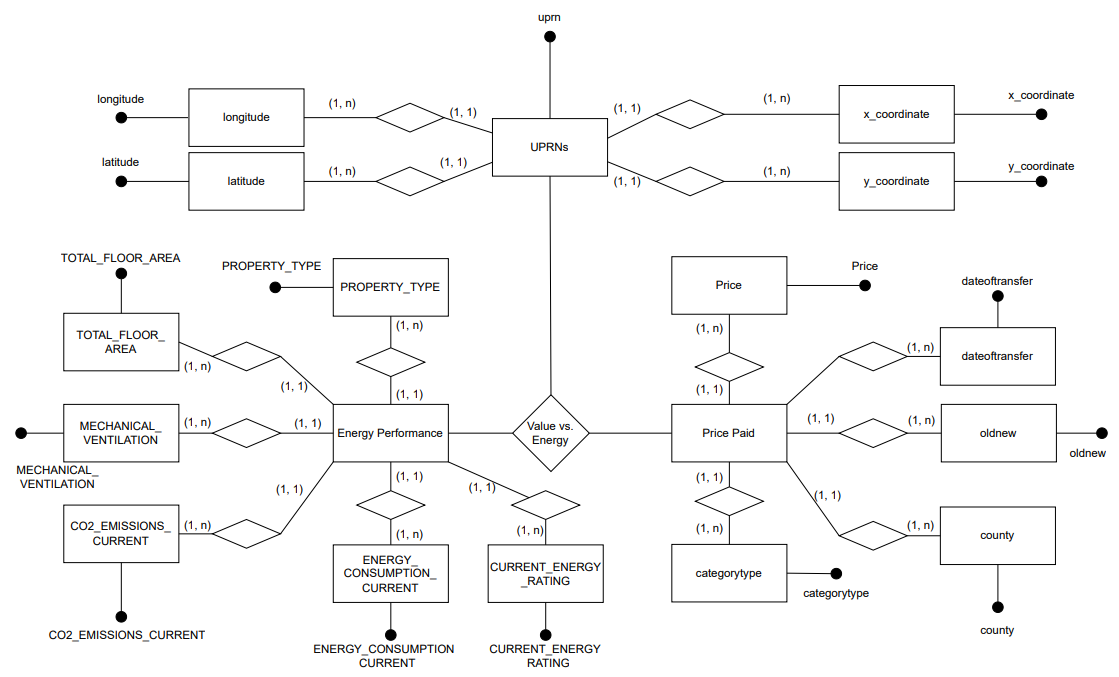 uprn
longitude
(1, n)
(1, 1)
longitude
(1, 1)
(1, n)
x_coordinate
x_coordinate
UPRNs
latitude
(1, n)
(1, 1)
latitude
(1, 1)
(1, n)
y_coordinate
y_coordinate
TOTAL_FLOOR_AREA
PROPERTY_TYPE
PROPERTY_TYPE
Price
Price
dateoftransfer
TOTAL_FLOOR_
AREA
(1, n)
(1, 1)
(1, n)
(1, 1)
(1, n)
(1, 1)
(1, n)
dateoftransfer
MECHANICAL_
VENTILATION
(1, n)
(1, 1)
Energy Performance
Value vs.
Energy
Price Paid
(1, 1)
(1, n)
oldnew
oldnew
MECHANICAL_
VENTILATION
(1, 1)
(1, 1)
(1, 1)
(1, 1)
(1, 1)
CO2_EMISSIONS_
CURRENT
(1, n)
(1, n)
(1, n)
(1, n)
(1, n)
county
ENERGY_
CONSUMPTION_
CURRENT
CURRENT_ENERGY
_RATING
categorytype
categorytype
CO2_EMISSIONS_CURRENT
ENERGY_CONSUMPTION
CURRENT
CURRENT_ENERGY
RATING
county